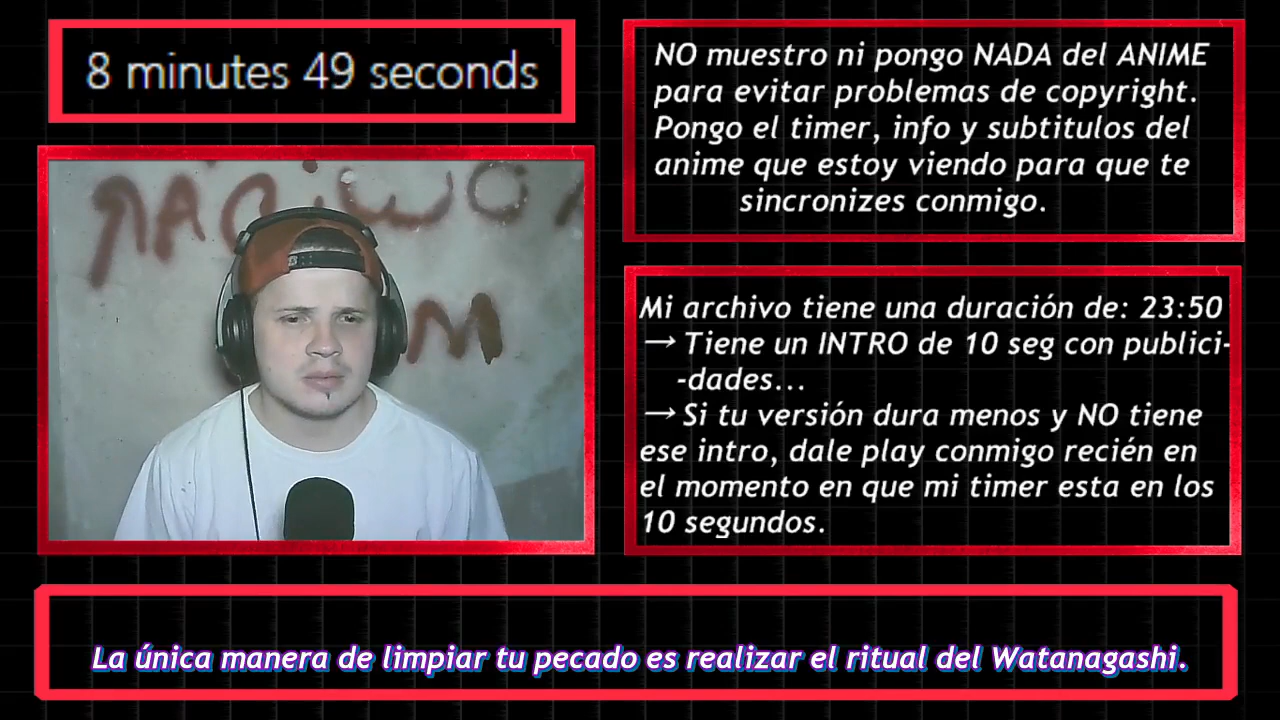 8 minutes 49 seconds
NO muestro ni pongo NADA del ANIME
para evitar problemas de copyright.
Pongo el timer, info y subtitulos del
anime que estoy viendo para que te
sincronizes conmigo.
Mi archivo tiene una duración de: 23:50
→ Tiene un INTRO de 10 seg con publici-
-dades...
→ Si tu versión dura menos y NO tiene
ese intro, dale play conmigo recién en
el momento en que mi timer esta en los
10 segundos.
La única manera de limpiar tu pecado es realizar el ritual del Watanagashi.